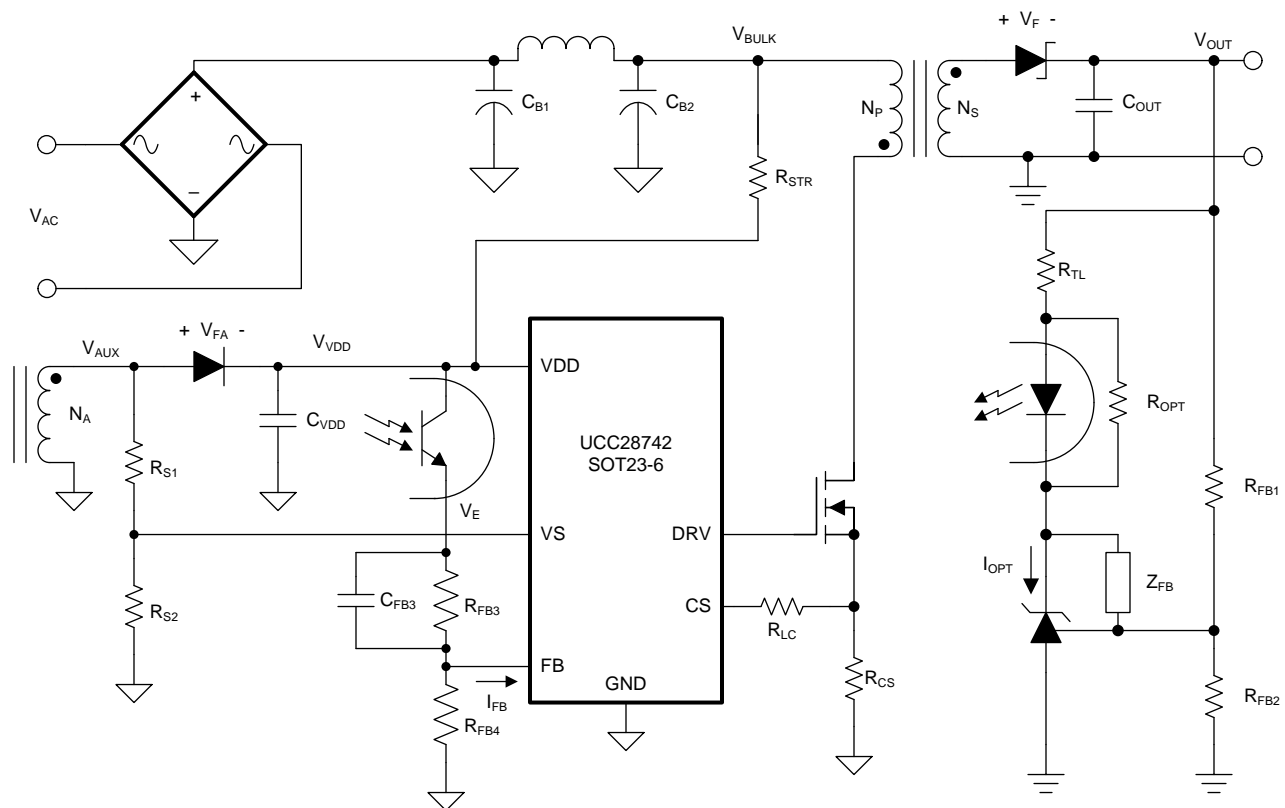 + V_F -
V_BULK
V_OUT
+
C_B1
C_B2
N_P
N_S
C_OUT
R_STR
–
V_AC
R_TL
+ V_FA -
V_AUX
V_VDD
VDD
N_A
C_VDD
R_OPT
UCC28742
SOT23-6
R_S1
R_FB1
V_E
VS
DRV
I_OPT
Z_FB
C_FB3
R_FB3
R_S2
CS
R_LC
FB
GND
R_CS
I_FB
R_FB2
R_FB4